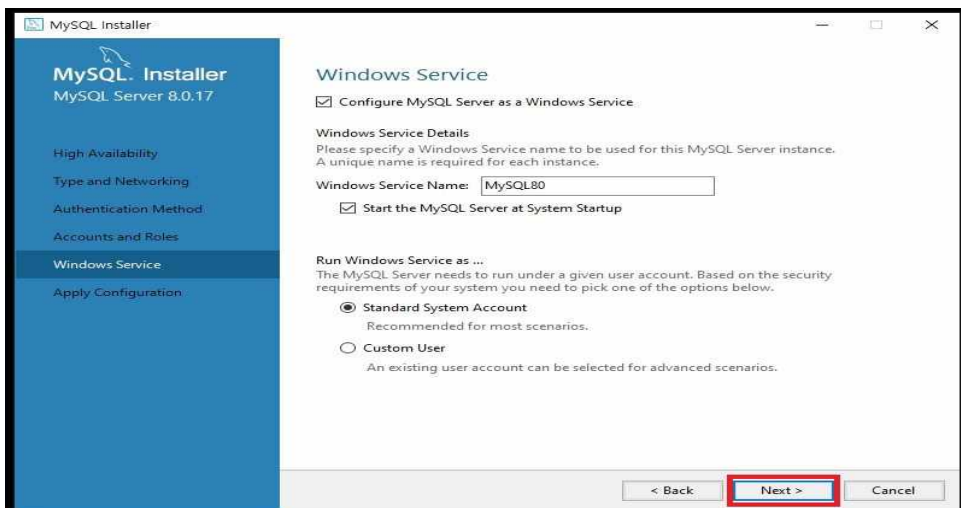 MySQL Installer
MySQL. Installer
MySQL Server 8.0.17
High Availability
Type and Networking
Authentication Method
Accounts and Roles
Windows Service
Apply Configuration
Windows Service
Configure MySQL Server as a Windows Service
Windows Service Details
Please specify a Windows Service name to be used for this MySQL Server instance.
A unique name is required for each instance.
Windows Service Name: MySQL80
Start the MySQL Server at System Startup
Run Windows Service as ...
The MySQL Server needs to run under a given user account. Based on the security
requirements of your system you need to pick one of the options below.
Standard System Account
Recommended for most scenarios.
Custom User
An existing user account can be selected for advanced scenarios.
< Back Next > Cancel